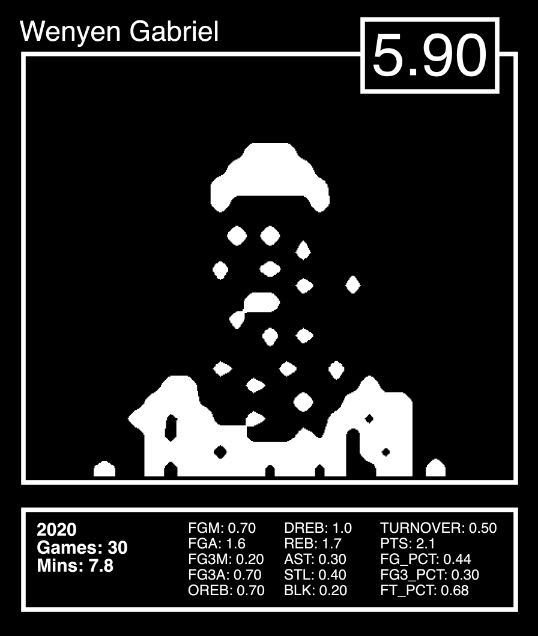 Wenyen Gabriel
5.90
2020
Games: 30
Mins: 7.8
FGM: 0.70
FGA: 1.6
FG3M: 0.20
FG3A: 0.70
OREB: 0.70
DREB: 1.0
REB: 1.7
AST: 0.30
STL: 0.40
BLK: 0.20
TURNOVER: 0.50
PTS: 2.1
FG_PCT: 0.44
FG3_PCT: 0.30
FT_PCT: 0.68